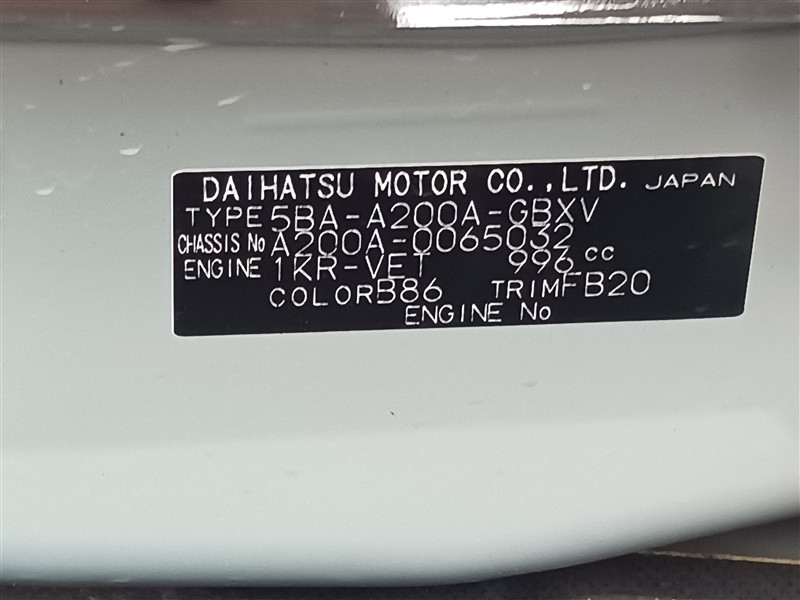 DAIHATSU MOTOR CO.,LTD. JAPAN
TYPE 5BA-A200A-GBXV
CHASSIS No A200A-0065032
ENGINE 1KR-VET 996 cc
COLOR B86 TRIM FB20
ENGINE No